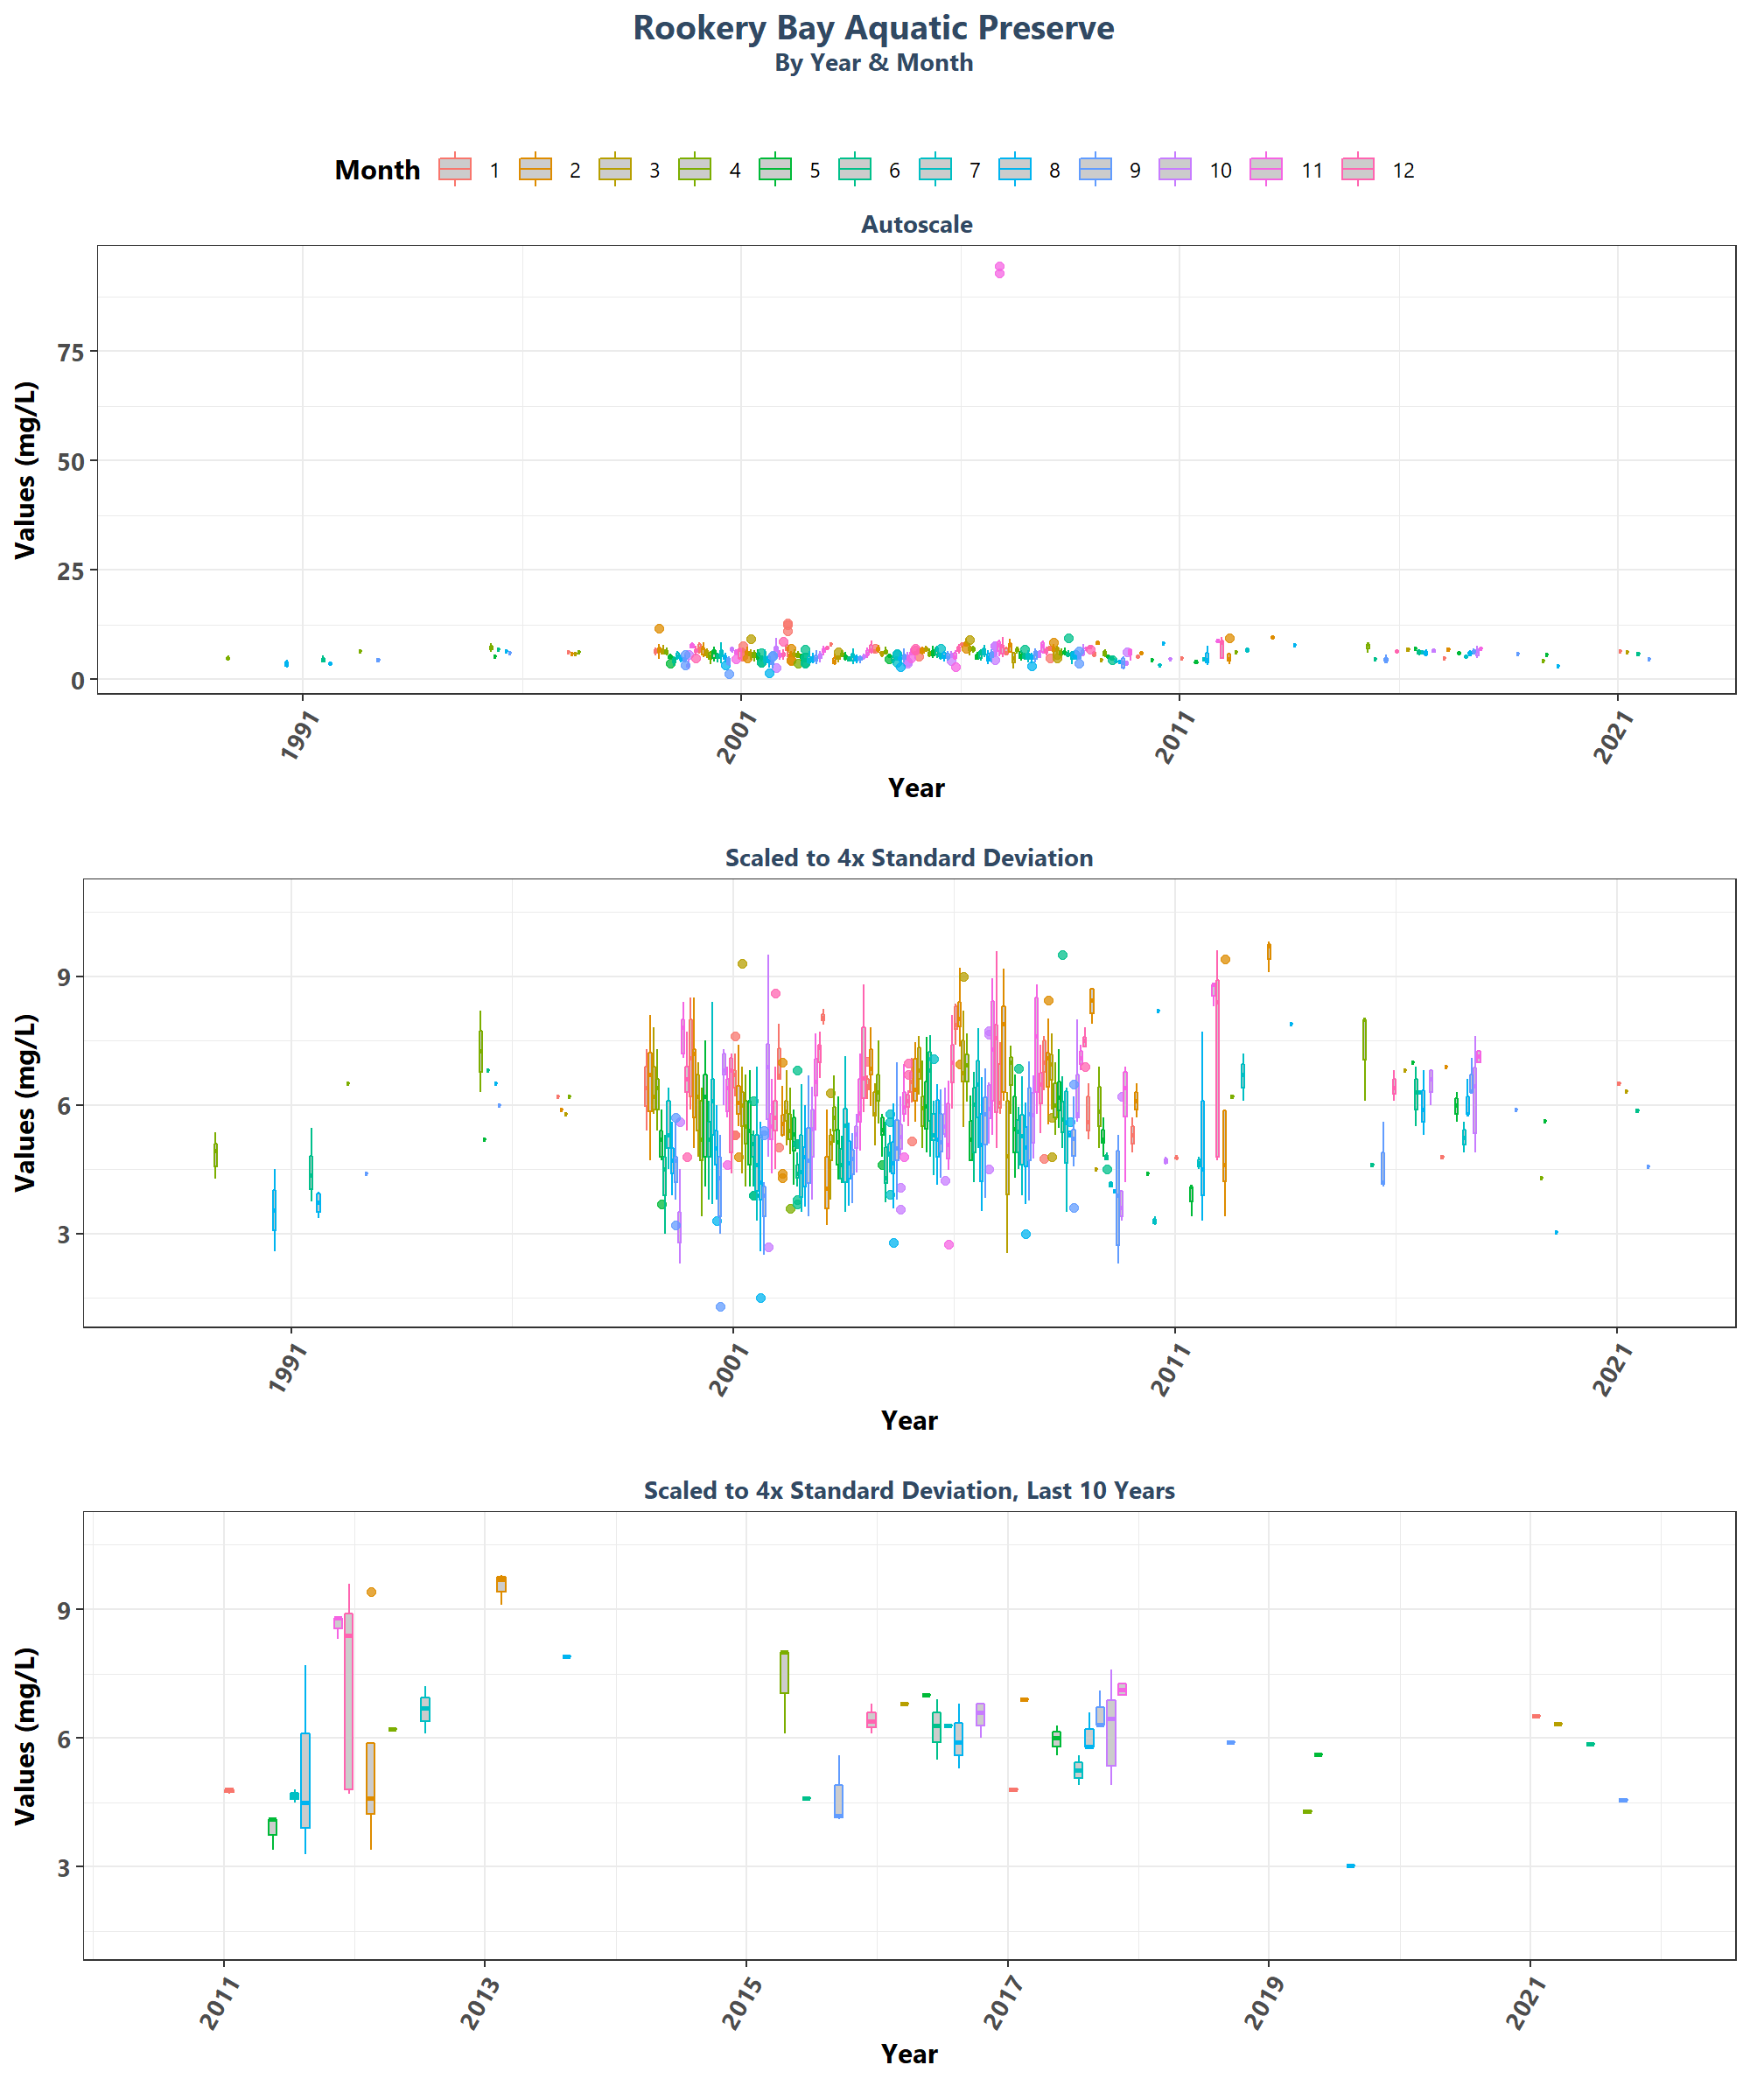 Rookery Bay Aquatic Preserve
By Year & Month
Month 1 2 3 4 5 6 7 8 9 10 11 12
Autoscale
Values (mg/L)
75
50
25
0
1991 2001 2011 2021
Year
Scaled to 4x Standard Deviation
Values (mg/L)
9
6
3
1991 2001 2011 2021
Year
Scaled to 4x Standard Deviation, Last 10 Years
Values (mg/L)
9
6
3
2011 2013 2015 2017 2019 2021
Year